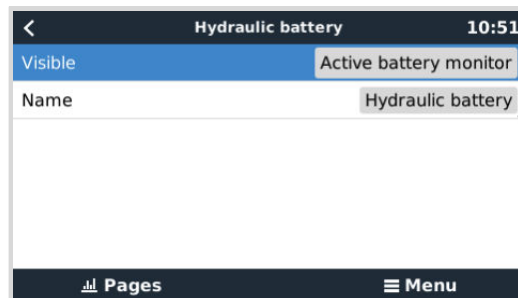 Hydraulic battery 10:51
Visible Active battery monitor
Name Hydraulic battery
Pages Menu